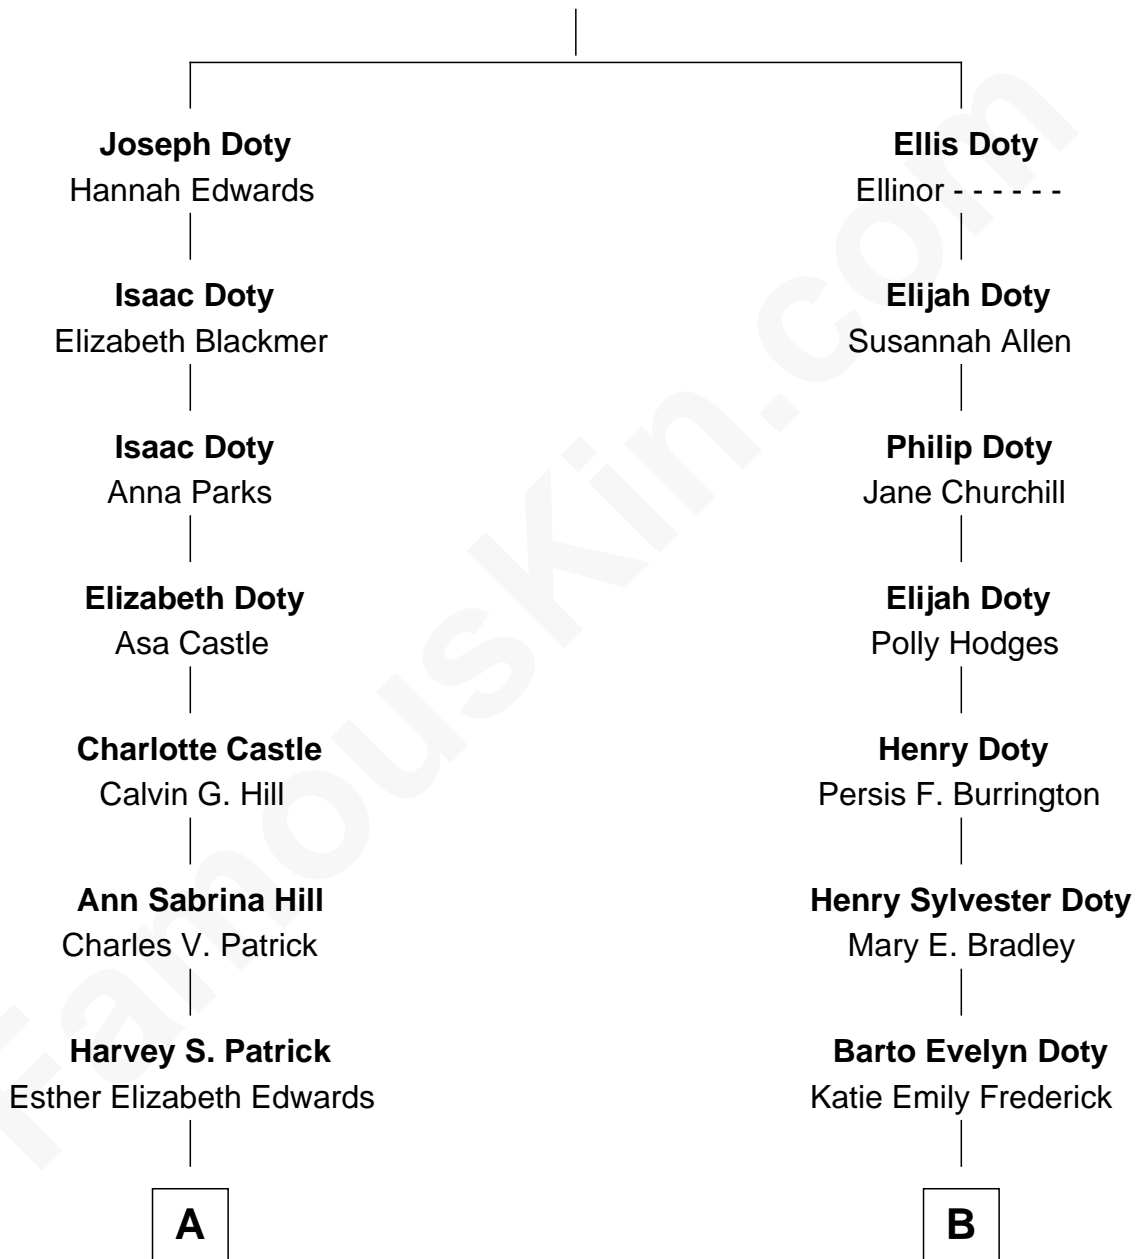 Joseph Doty
Hannah Edwards
Isaac Doty
Elizabeth Blackmer
Isaac Doty
Anna Parks
Elizabeth Doty
Asa Castle
Charlotte Castle
Calvin G. Hill
Ann Sabrina Hill
Charles V. Patrick
Harvey S. Patrick
Esther Elizabeth Edwards
A
Ellis Doty
Ellinor - - - - - -
Elijah Doty
Susannah Allen
Philip Doty
Jane Churchill
Elijah Doty
Polly Hodges
Henry Doty
Persis F. Burrington
Henry Sylvester Doty
Mary E. Bradley
Barto Evelyn Doty
Katie Emily Frederick
B
FamousKin.com